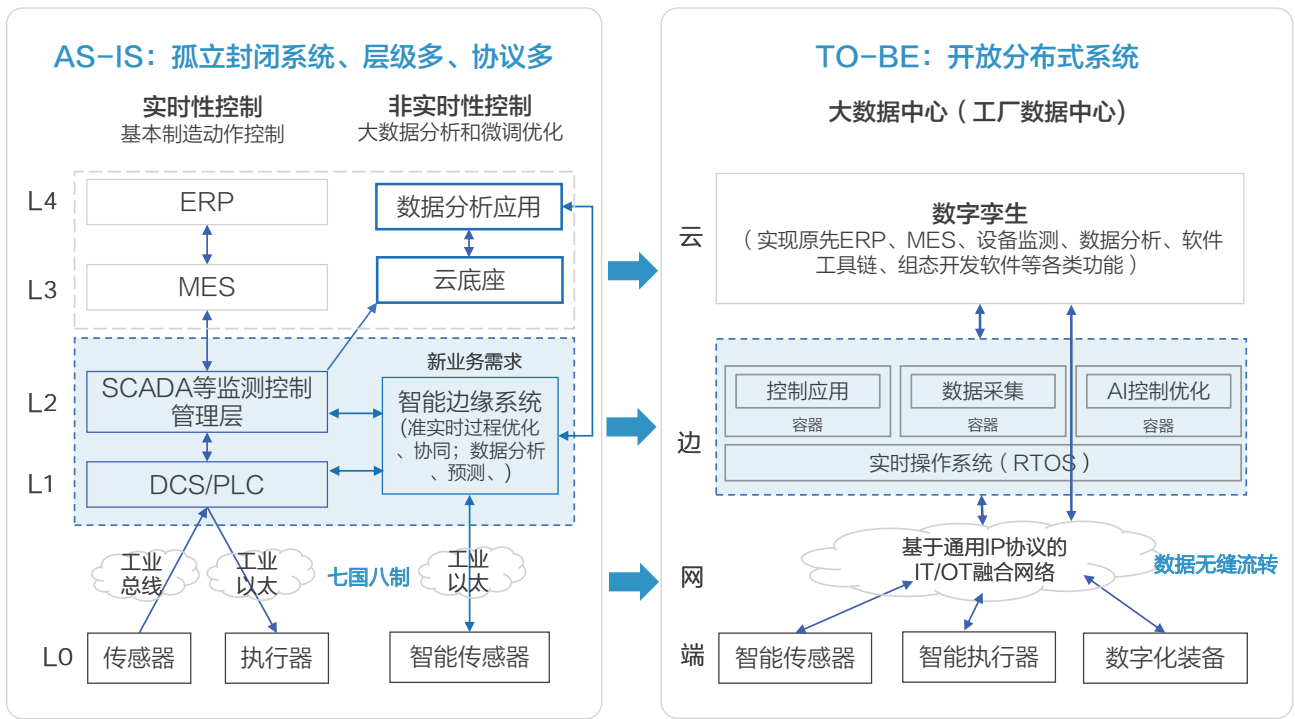 AS-IS：孤立封闭系统、层级多、协议多
实时性控制
基本制造动作控制
非实时性控制
大数据分析和微调优化
L4
ERP
数据分析应用
L3
MES
云底座
新业务需求
L2
SCADA等监测控制
管理层
智能边缘系统
(准实时过程优化
、协同；数据分析
、预测、)
L1
DCS/PLC
工业
总线
工业
以太
七国八制
工业
以太
L0
传感器
执行器
智能传感器
TO-BE：开放分布式系统
大数据中心（工厂数据中心）
云
数字孪生
（实现原先ERP、MES、设备监测、数据分析、软件
工具链、组态开发软件等各类功能）
边
控制应用
容器
数据采集
容器
AI控制优化
容器
实时操作系统（RTOS）
网
基于通用IP协议的
IT/OT融合网络
数据无缝流转
端
智能传感器
智能执行器
数字化装备